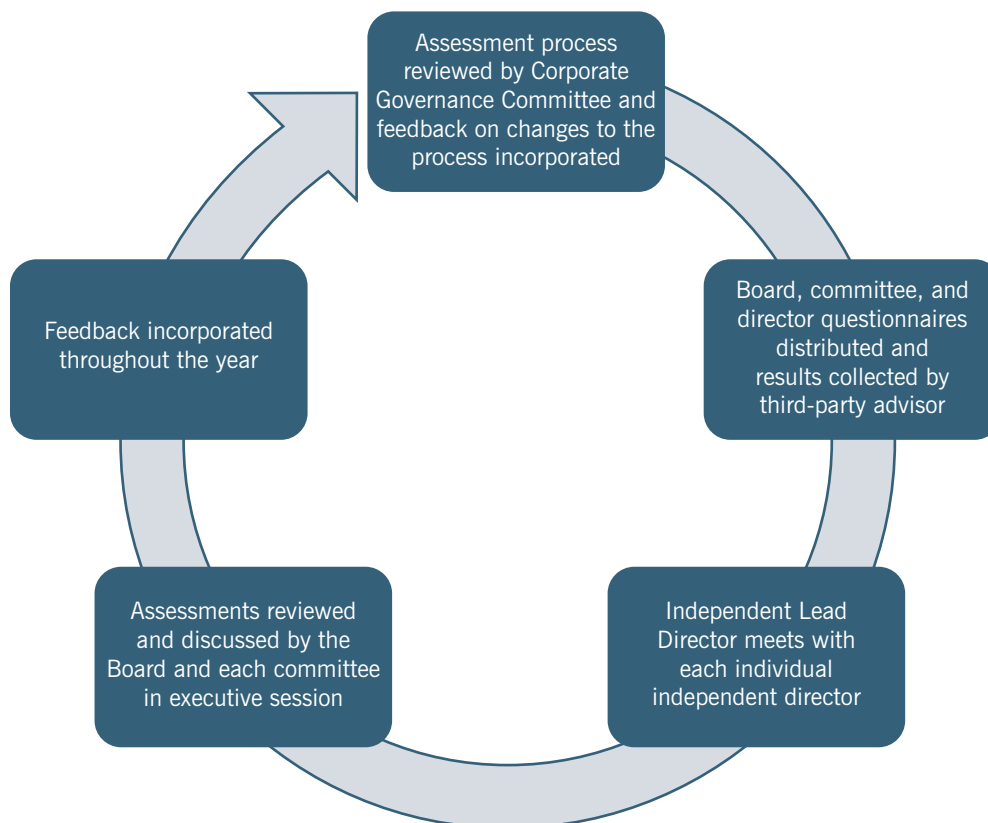 Assessment process
reviewed by Corporate
Governance Committee and
feedback on changes to the
process incorporated
Board, committee, and
director questionnaires
distributed and
results collected by
third-party advisor
Independent Lead
Director meets with
each individual
independent director
Assessments reviewed
and discussed by the
Board and each committee
in executive session
Feedback incorporated
throughout the year